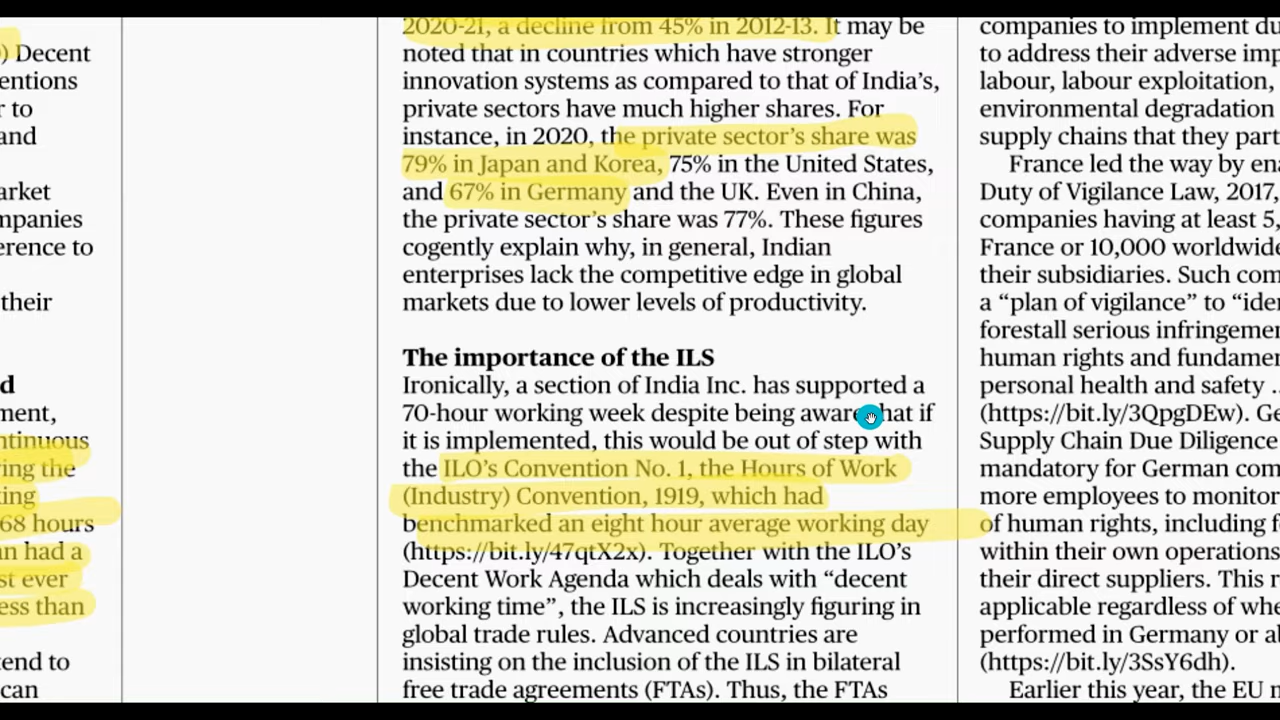 ) Decent
entions
r to
and
arket
mpanies
erence to
their
d
ment,
ntinuous
ring the
king
68 hours
an had a
st ever
ess than
tend to
can
2020-21, a decline from 45% in 2012-13. It may be
noted that in countries which have stronger
innovation systems as compared to that of India's,
private sectors have much higher shares. For
instance, in 2020, the private sector's share was
79% in Japan and Korea, 75% in the United States,
and 67% in Germany and the UK. Even in China,
the private sector's share was 77%. These figures
cogently explain why, in general, Indian
enterprises lack the competitive edge in global
markets due to lower levels of productivity.
The importance of the ILS
Ironically, a section of India Inc. has supported a
70-hour working week despite being aware that if
it is implemented, this would be out of step with
the ILO's Convention No. 1, the Hours of Work
(Industry) Convention, 1919, which had
benchmarked an eight hour average working day
(https://bit.ly/47qtX2x). Together with the ILO's
Decent Work Agenda which deals with “decent
working time”, the ILS is increasingly figuring in
global trade rules. Advanced countries are
insisting on the inclusion of the ILS in bilateral
free trade agreements (FTAs). Thus, the FTAs
companies to implement du
to address their adverse imp
labour, labour exploitation,
environmental degradation
supply chains that they part
France led the way by ena
Duty of Vigilance Law, 2017,
companies having at least 5,
France or 10,000 worldwide
their subsidiaries. Such com
a “plan of vigilance” to “iden
forestall serious infringemen
human rights and fundamen
personal health and safety ..
(https://bit.ly/3QpgDEw). Ge
Supply Chain Due Diligence
mandatory for German com
more employees to monitor
of human rights, including f
within their own operations
their direct suppliers. This r
applicable regardless of whe
performed in Germany or al
(https://bit.ly/3SsY6dh).
Earlier this year, the EU m